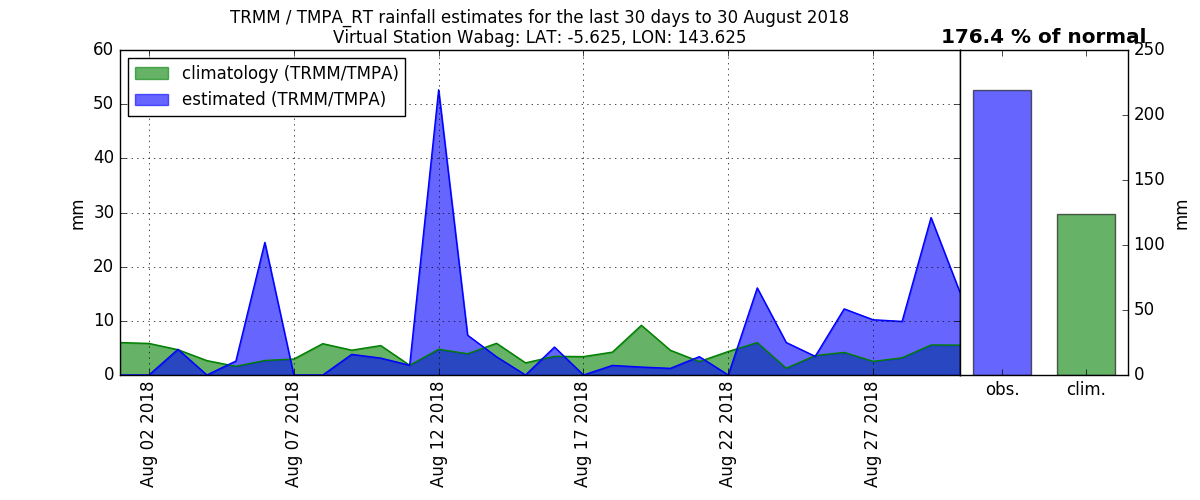 TRMM / TMPA_RT rainfall estimates for the last 30 days to 30 August 2018
Virtual Station Wabag: LAT: -5.625, LON: 143.625
176.4 % of normal
climatology (TRMM/TMPA)
estimated (TRMM/TMPA)
60
50
40
30
20
10
0
mm
Aug 02 2018
Aug 07 2018
Aug 12 2018
Aug 17 2018
Aug 22 2018
Aug 27 2018
obs.
clim.
250
200
150
100
50
0
mm